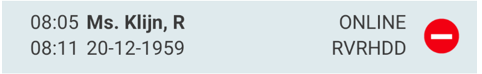 08:05 Ms. Klijn, R ONLINE
08:11 20-12-1959 RVRHDD